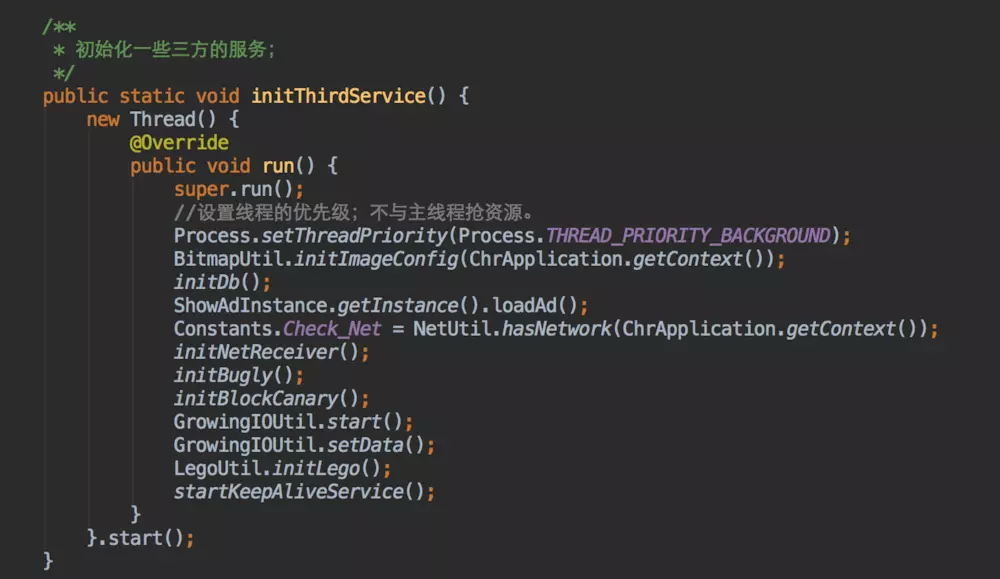 /**
 * 初始化一些三方的服务;
 */
public static void initThirdService() {
    new Thread() {
        @Override
        public void run() {
            super.run();
            //设置线程的优先级；不与主线程抢资源。
            Process.setThreadPriority(Process.THREAD_PRIORITY_BACKGROUND);
            BitmapUtil.initImageConfig(ChrApplication.getContext());
            initDb();
            ShowAdInstance.getInstance().loadAd();
            Constants.Check_Net = NetUtil.hasNetwork(ChrApplication.getContext());
            initNetReceiver();
            initBugly();
            initBlockCanary();
            GrowingIOUtil.start();
            GrowingIOUtil.setData();
            LegoUtil.initLego();
            startKeepAliveService();
        }
    }.start();
}